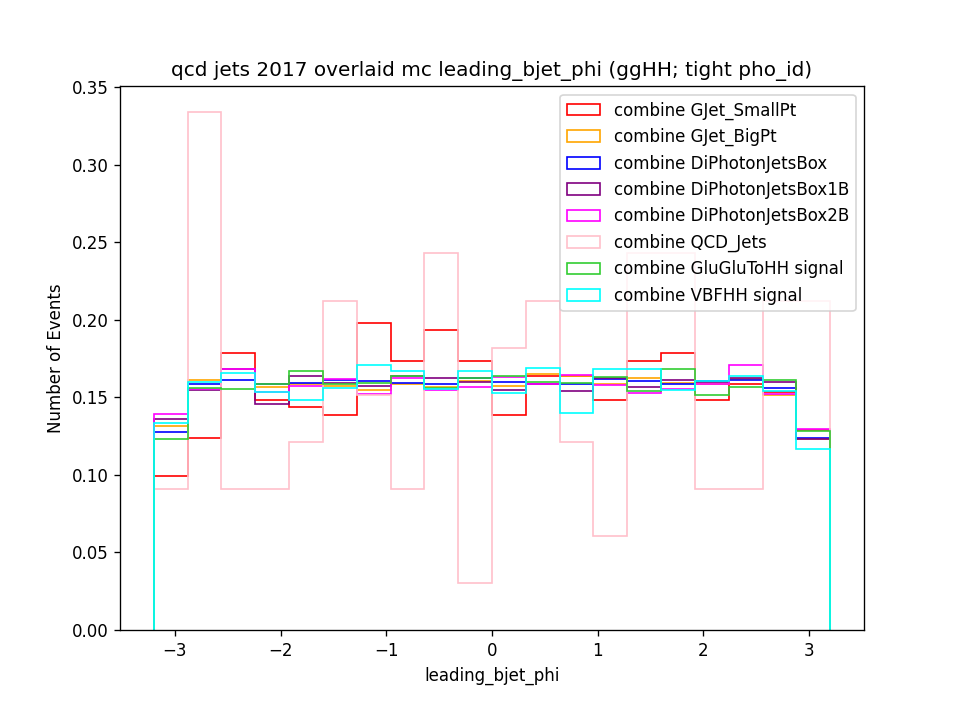 qcd jets 2017 overlaid mc leading_bjet_phi (ggHH; tight pho_id)
0.35
0.30
0.25
0.20
0.15
0.10
0.05
0.00
Number of Events
combine GJet_SmallPt
combine GJet_BigPt
combine DiPhotonJetsBox
combine DiPhotonJetsBox1B
combine DiPhotonJetsBox2B
combine QCD_Jets
combine GluGluToHH signal
combine VBFHH signal
−3 −2 −1 0 1 2 3
leading_bjet_phi